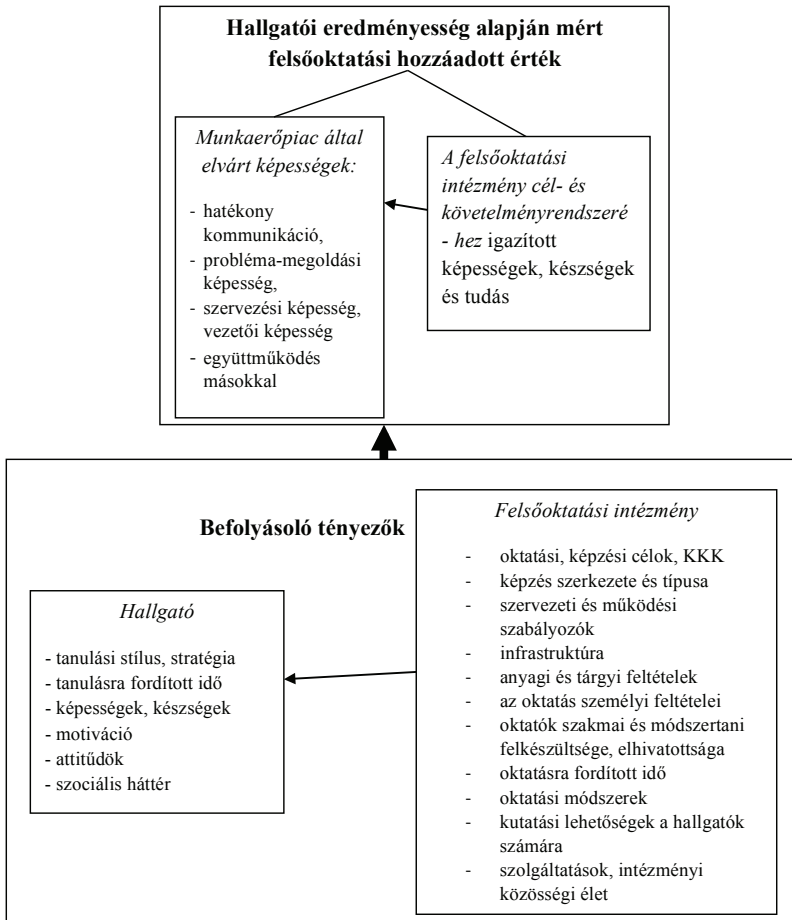 Hallgatói eredményesség alapján mért
felsőoktatási hozzáadott érték
Munkaerőpiac által
elvárt képességek:
- hatékony
kommunikáció,
- probléma-megoldási
képesség,
- szervezési képesség,
vezetői képesség
- együttműködés
másokkal
A felsőoktatási
intézmény cél- és
követelményrendszeré
- hez igazított
képességek, készségek
és tudás
Befolyásoló tényezők
Hallgató
- tanulási stílus, stratégia
- tanulásra fordított idő
- képességek, készségek
- motiváció
- attitűdök
- szociális háttér
Felsőoktatási intézmény
- oktatási, képzési célok, KKK
- képzés szerkezete és típusa
- szervezeti és működési
szabályozók
- infrastruktúra
- anyagi és tárgyi feltételek
- az oktatás személyi feltételei
- oktatók szakmai és módszertani
felkészültsége, elhivatottsága
- oktatásra fordított idő
- oktatási módszerek
- kutatási lehetőségek a hallgatók
számára
- szolgáltatások, intézményi
közösségi élet